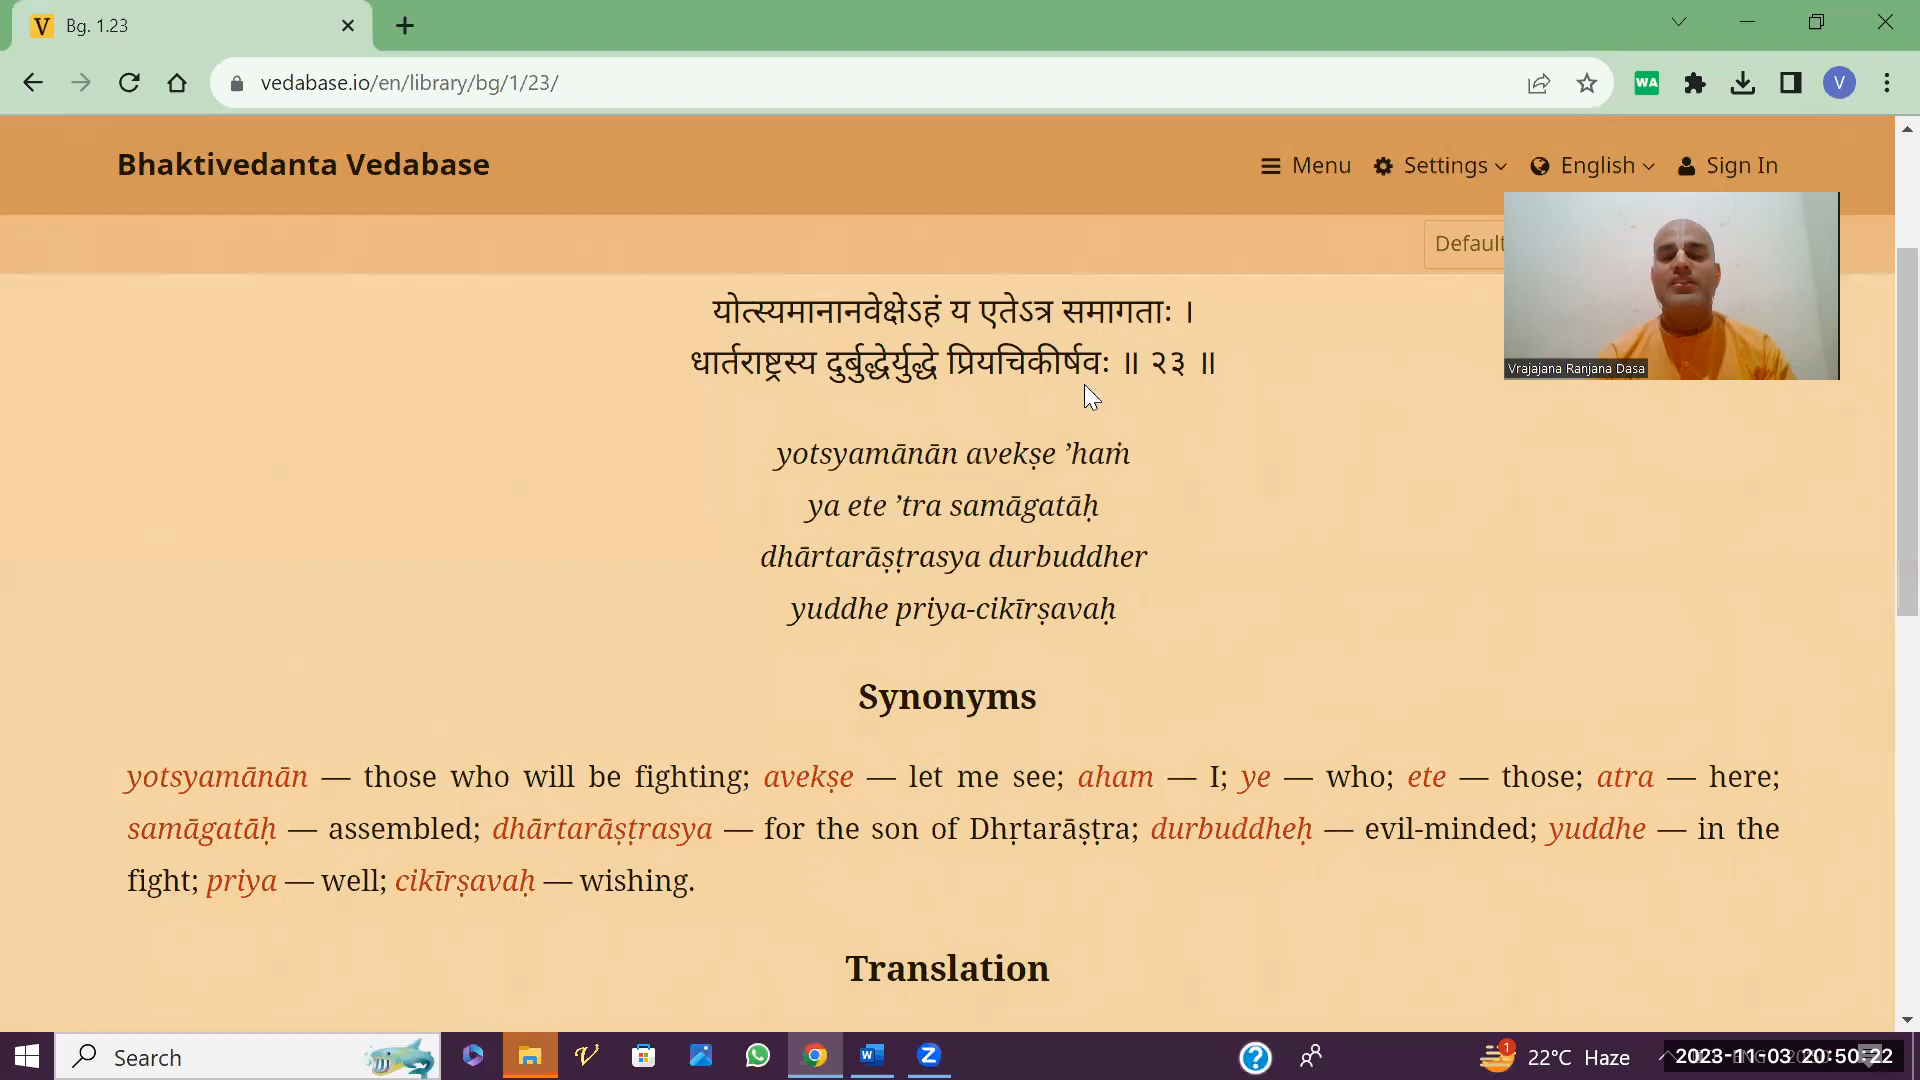 Bg. 1.23
vedabase.io/en/library/bg/1/23/
WA
V
Bhaktivedanta Vedabase
Menu Settings English Sign In
Default
योत्स्यमानानवेक्षेऽहं य एतेऽत्र समागताः ।
धार्तराष्ट्रस्य दुर्बुद्धेर्युद्धे प्रियचिकीर्षवः ॥ २३ ॥
Vrajajana Ranjana Dasa
yotsyamānān avekṣe ’haṁ
ya ete ’tra samāgatāḥ
dhārtarāṣṭrasya durbuddher
yuddhe priya-cikīrṣavaḥ
Synonyms
yotsyamānān — those who will be fighting; avekṣe — let me see; aham — I; ye — who; ete — those; atra — here;
samāgatāḥ — assembled; dhārtarāṣṭrasya — for the son of Dhṛtarāṣṭra; durbuddheḥ — evil-minded; yuddhe — in the
fight; priya — well; cikīrṣavaḥ — wishing.
Translation
Search
1
22°C Haze
2023-11-03 20:50:22